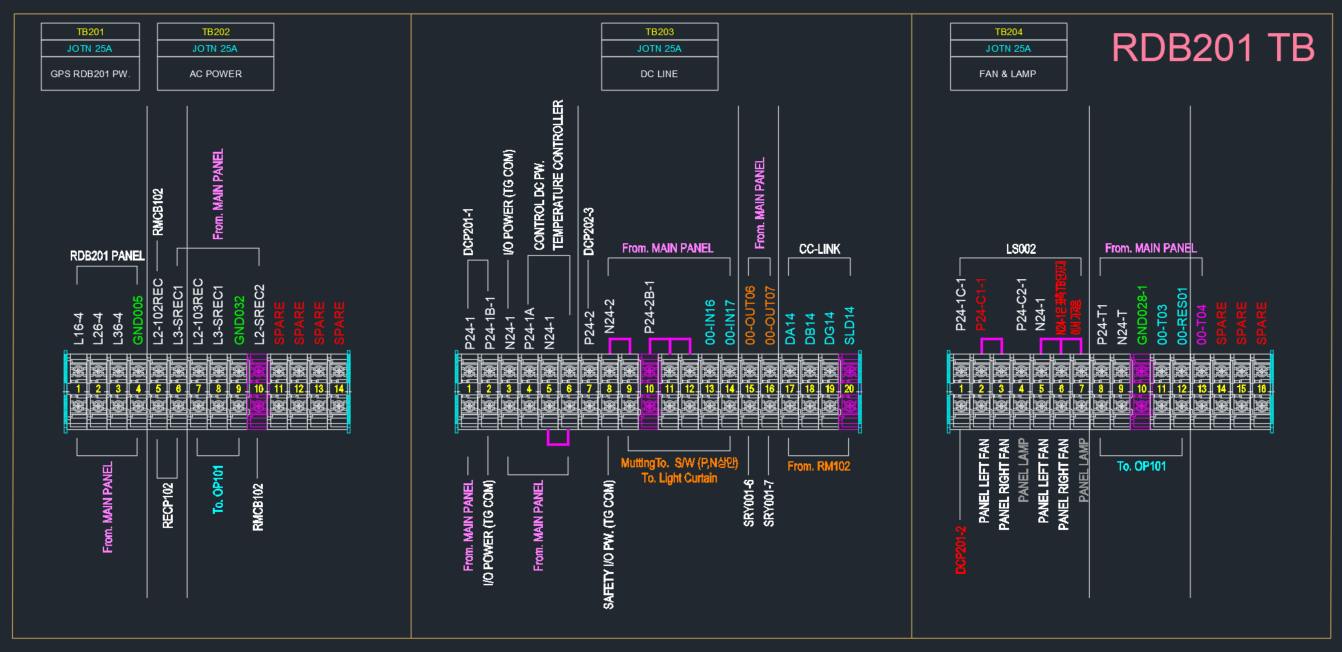 RDB201 TB
TB201
JOTN 25A
GPS RDB201 PW.
TB202
JOTN 25A
AC POWER
RDB201 PANEL
RMCB102
From. MAIN PANEL
L16-4
L26-4
L36-4
GND005
L2-102REC
L3-SREC1
L2-103REC
L3-SREC1
GND032
L2-SREC2
SPARE
SPARE
SPARE
SPARE
1 2 3 4 5 6 7 8 9 10 11 12 13 14
From. MAIN PANEL
RECP102
To. OP101
RMCB102
TB203
JOTN 25A
DC LINE
DCP201-1
I/O POWER (TG COM)
CONTROL DC PW.
TEMPERATURE CONTROLLER
DCP202-3
From. MAIN PANEL
From. MAIN PANEL
CC-LINK
P24-1
P24-1B-1
N24-1
P24-1A
N24-1
P24-2
N24-2
P24-2B-1
00-IN16
00-IN17
00-OUT06
00-OUT07
DA14
DB14
DG14
SLD14
1 2 3 4 5 6 7 8 9 10 11 12 13 14 15 16 17 18 19 20
From. MAIN PANEL
I/O POWER (TG COM)
From. MAIN PANEL
SAFETY I/O PW. (TG COM)
MuttingTo. S/W (P,N상만)
To. Light Curtain
SRY001-6
SRY001-7
From. RM102
TB204
JOTN 25A
FAN & LAMP
LS002
From. MAIN PANEL
P24-1C-1
P24-C1-1
P24-C2-1
N24-1
P24-T1
N24-T
GND028-1
00-T03
00-RES01
00-T04
SPARE
SPARE
SPARE
1 2 3 4 5 6 7 8 9 10 11 12 13 14 15 16
DCP201-2
PANEL LEFT FAN
PANEL RIGHT FAN
PANEL LAMP
PANEL LEFT FAN
PANEL RIGHT FAN
PANEL LAMP
To. OP101